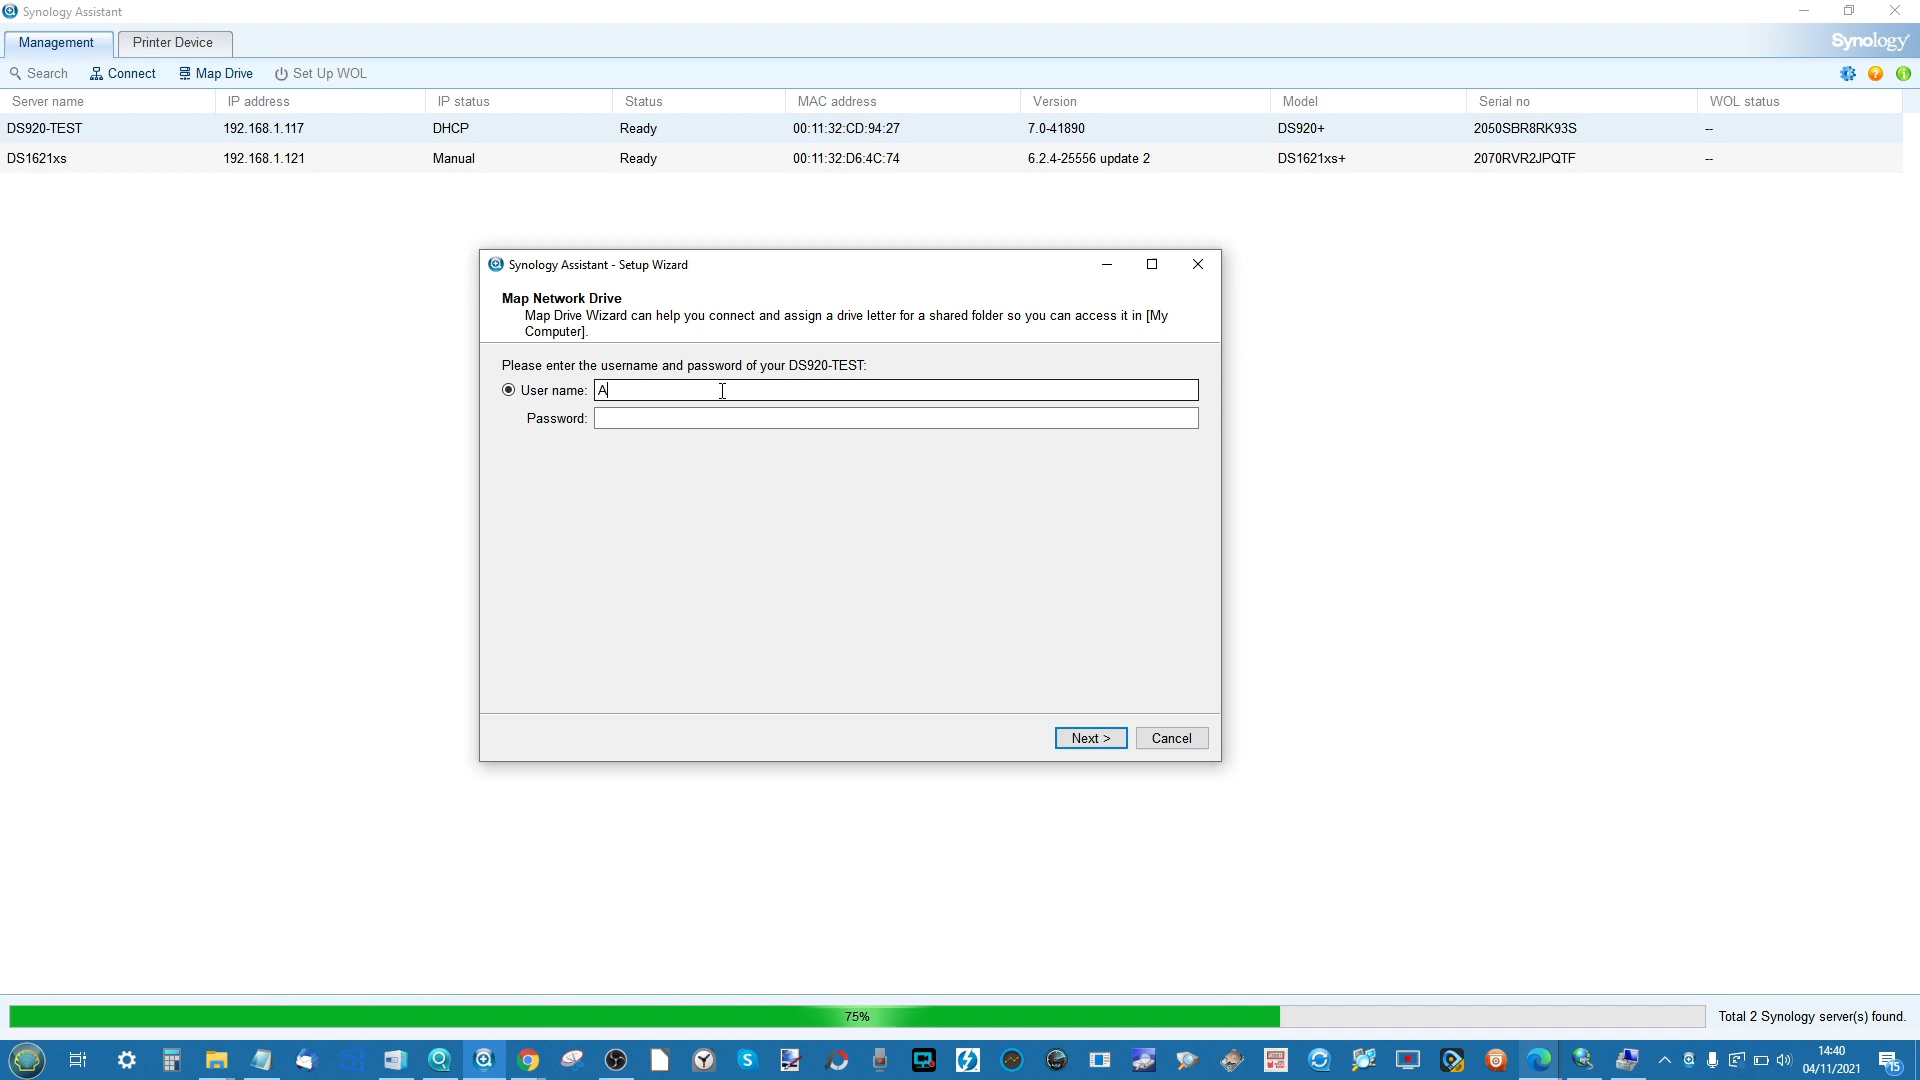 Synology Assistant
Management Printer Device Synology
Search Connect Map Drive Set Up WOL
Server name IP address IP status Status MAC address Version Model Serial no WOL status
DS920-TEST 192.168.1.117 DHCP Ready 00:11:32:CD:94:27 7.0-41890 DS920+ 2050SBR8RK93S --
DS1621xs 192.168.1.121 Manual Ready 00:11:32:D6:4C:74 6.2.4-25556 update 2 DS1621xs+ 2070RVR2JPQTF --
Synology Assistant - Setup Wizard
Map Network Drive
Map Drive Wizard can help you connect and assign a drive letter for a shared folder so you can access it in [My
Computer].
Please enter the username and password of your DS920-TEST:
User name: A
Password:
Next > Cancel
75% Total 2 Synology server(s) found.
14:40
04/11/2021
15